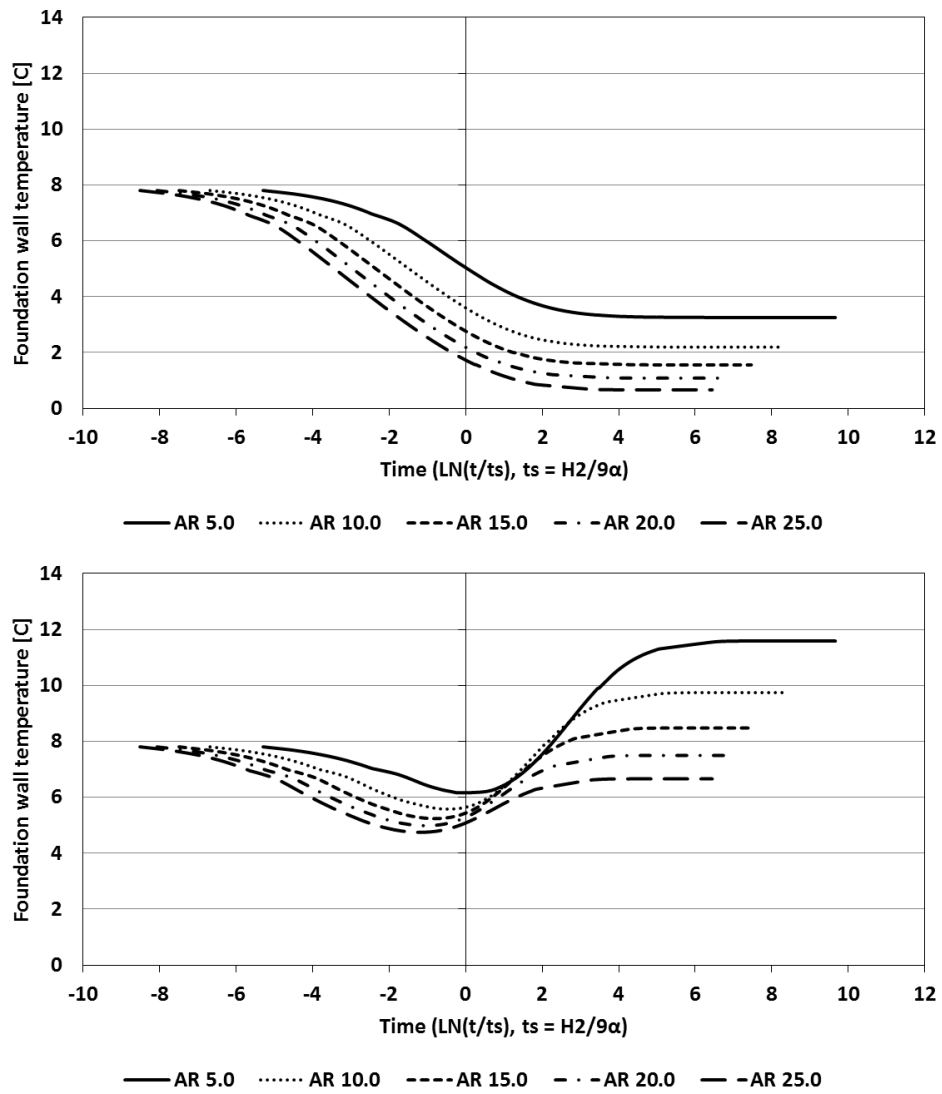 Foundation wall temperature [C]
14
12
10
8
6
4
2
0
-10 -8 -6 -4 -2 0 2 4 6 8 10 12
Time (LN(t/ts), ts = H2/9α)
AR 5.0 AR 10.0 AR 15.0 AR 20.0 AR 25.0
Foundation wall temperature [C]
14
12
10
8
6
4
2
0
-10 -8 -6 -4 -2 0 2 4 6 8 10 12
Time (LN(t/ts), ts = H2/9α)
AR 5.0 AR 10.0 AR 15.0 AR 20.0 AR 25.0